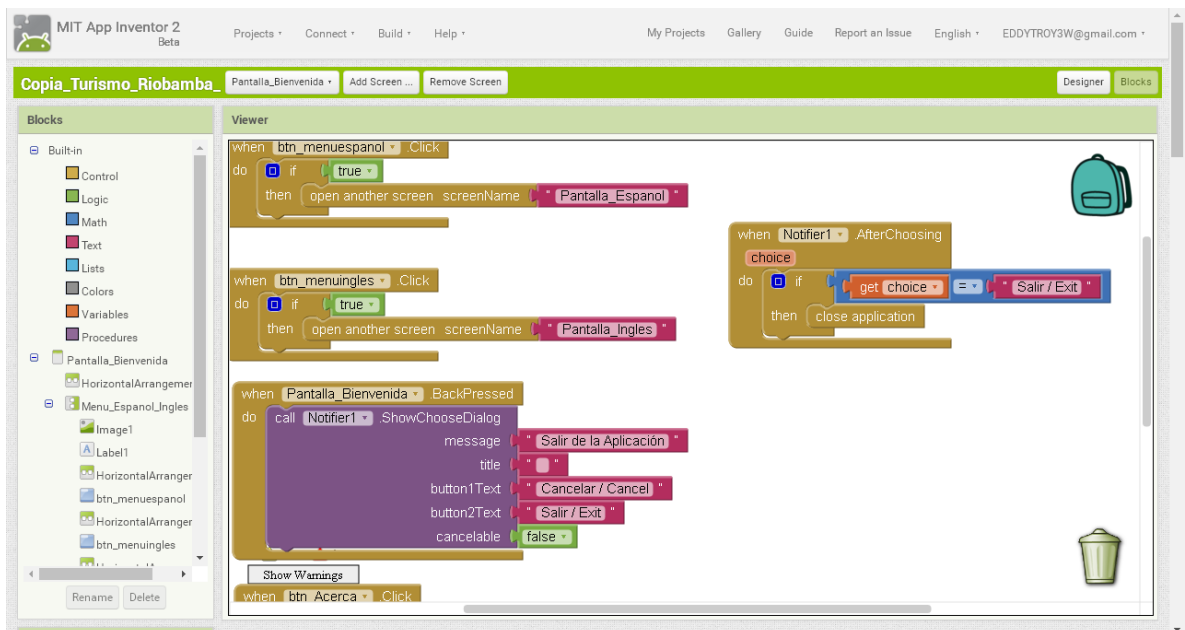 MIT App Inventor 2
Beta
Projects Connect Build Help My Projects Gallery Guide Report an Issue English EDDYTROY3W@gmail.com
Copia_Turismo_Riobamba_ Pantalla_Bienvenida Add Screen ... Remove Screen Designer Blocks
Blocks
Built-in
Control
Logic
Math
Text
Lists
Colors
Variables
Procedures
Pantalla_Bienvenida
HorizontalArrangemer
Menu_Espanol_Ingles
Image1
A Label1
HorizontalArranger
btn_menuespanol
HorizontalArranger
btn_menuingles
Rename Delete
Viewer
when btn_menuespanol .Click
do if true
then open another screen screenName " Pantalla_Espanol "
when btn_menuingles .Click
do if true
then open another screen screenName " Pantalla_Ingles "
when Pantalla_Bienvenida .BackPressed
do call Notifier1 .ShowChooseDialog
message " Salir de la Aplicación "
title " "
button1Text " Cancelar / Cancel "
button2Text " Salir / Exit "
cancelable false
Show Warnings
when btn_Acerca .Click
when Notifier1 .AfterChoosing
choice
do if get choice = " Salir / Exit "
then close application